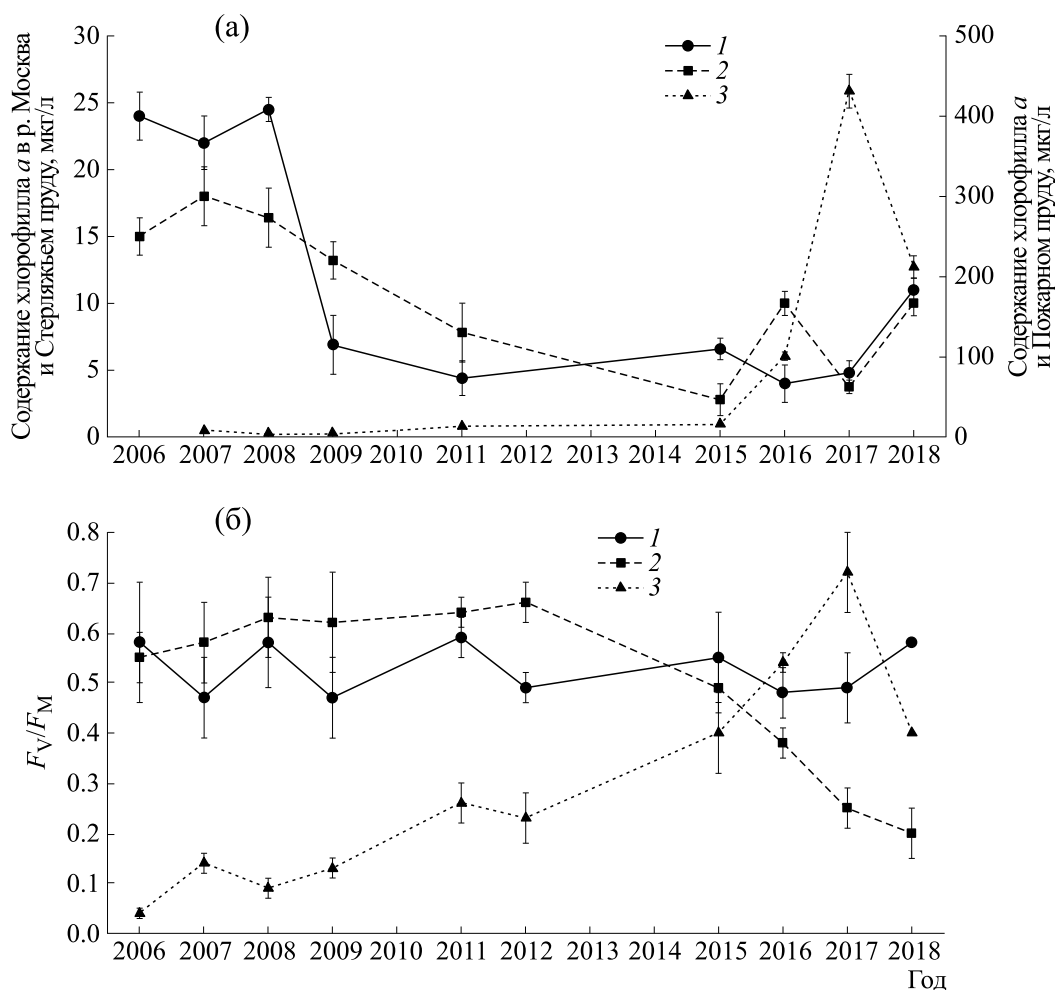 (а)
Содержание хлорофилла а в р. Москва
и Стерляжьем пруду, мкг/л
30
25
20
15
10
5
0
1
2
3
500
400
300
200
100
0
Содержание хлорофилла а
и Пожарном пруду, мкг/л
2006 2007 2008 2009 2010 2011 2012 2013 2014 2015 2016 2017 2018
(б)
F_V/F_M
0.8
0.7
0.6
0.5
0.4
0.3
0.2
0.1
0.0
1
2
3
2006 2007 2008 2009 2010 2011 2012 2013 2014 2015 2016 2017 2018
Год